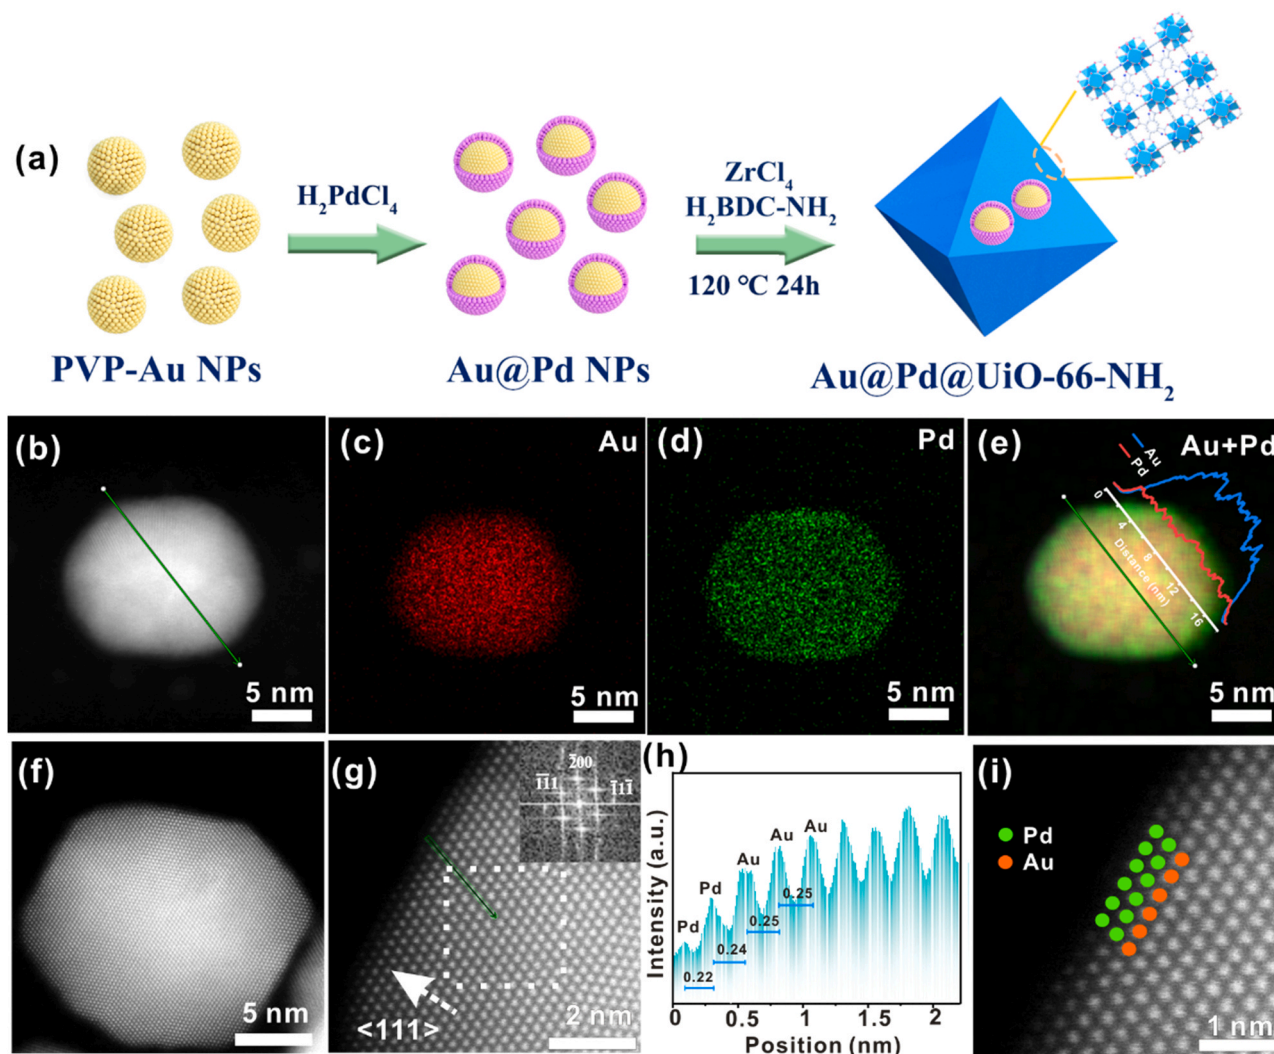 (a)
H2PdCl4
ZrCl4
H2BDC-NH2
120 °C 24h
PVP-Au NPs
Au@Pd NPs
Au@Pd@UiO-66-NH2
(b)
5 nm
(c)
Au
5 nm
(d)
Pd
5 nm
(e)
Au+Pd
Au
Pd
0
4
8
12
16
Distance (nm)
5 nm
(f)
5 nm
(g)
2̄00
1̄1̄1
1̄11̄
<111>
2 nm
(h)
Intensity (a.u.)
Pd
Pd
Au
Au
Au
0.22
0.24
0.25
0.25
0
0.5
1
1.5
2
Position (nm)
(i)
Pd
Au
1 nm